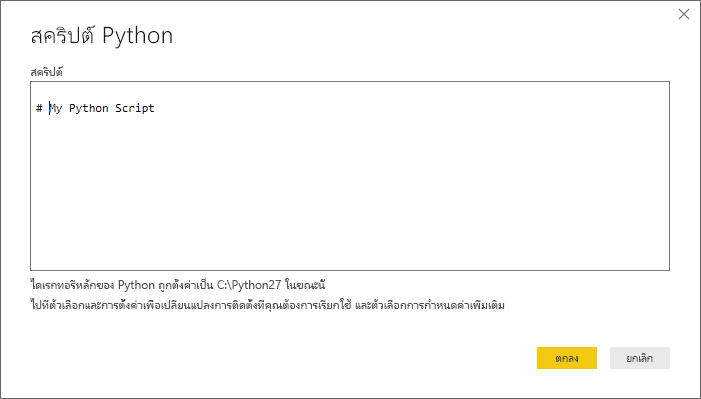 สคริปต์ Python
สคริปต์
# My Python Script
ไดเรกทอรีหลักของ Python ถูกตั้งค่าเป็น C:\Python27 ในขณะนี้
ไปที่ตัวเลือกและการตั้งค่าเพื่อเปลี่ยนแปลงการติดตั้งที่คุณต้องการเรียกใช้ และตัวเลือกการกำหนดค่าเพิ่มเติม
ตกลง
ยกเลิก